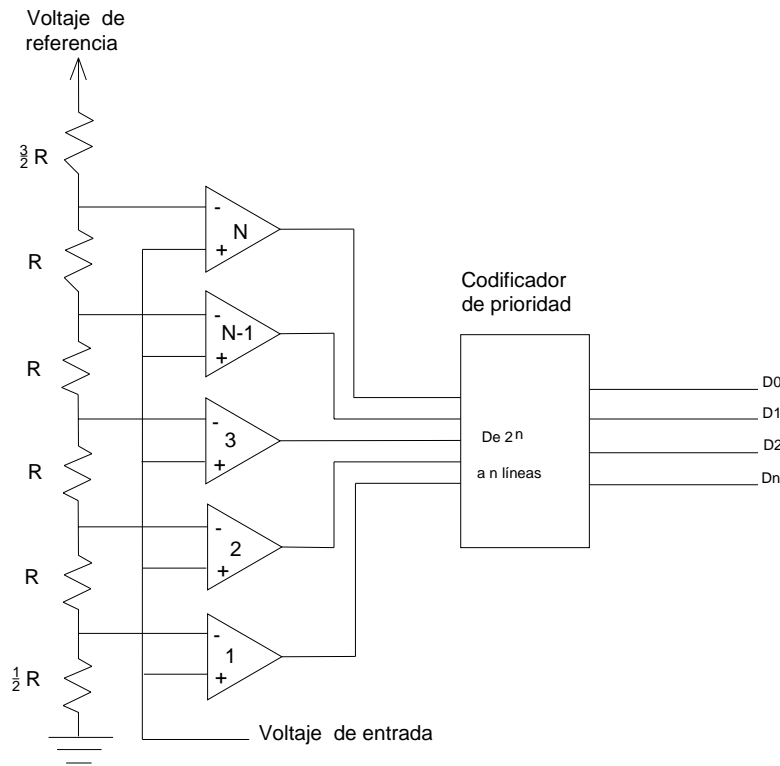 Voltaje de
referencia
3/2 R
-
N
+
R
Codificador
de prioridad
-
N-1
+
R
D0
D1
-
3
+
De 2ⁿ
D2
a n líneas
Dn
R
-
2
+
R
-
1
+
1/2 R
Voltaje de entrada